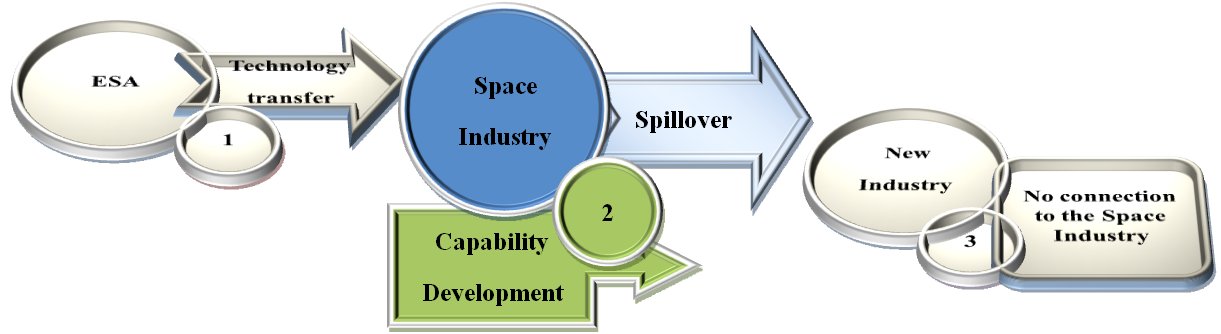 ESA
Technology
transfer
1
Space
Industry
Spillover
2
Capability
Development
New
Industry
3
No connection
to the Space
Industry